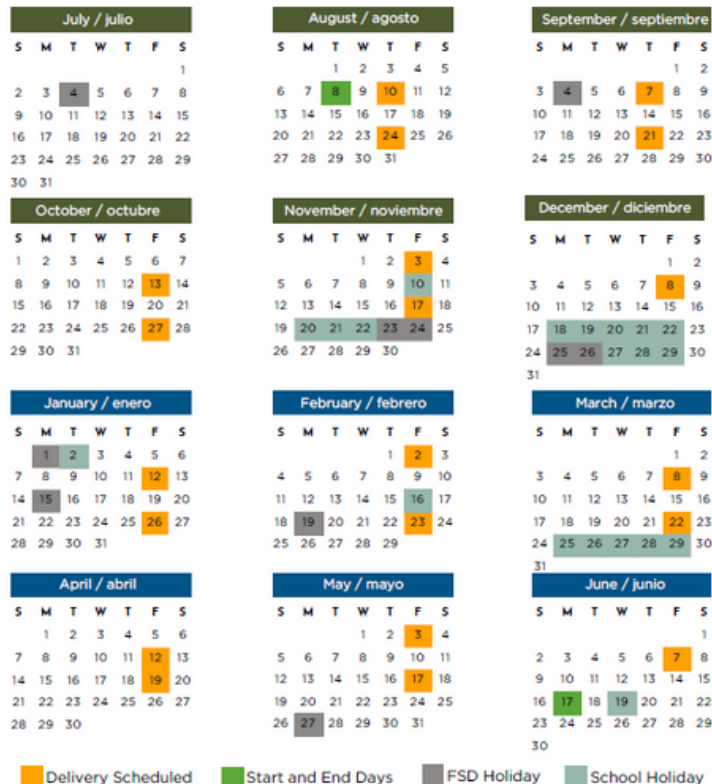 July / julio
S M T W T F S
1
2 3 4 5 6 7 8
9 10 11 12 13 14 15
16 17 18 19 20 21 22
23 24 25 26 27 28 29
30 31
August / agosto
S M T W T F S
1 2 3 4 5
6 7 8 9 10 11 12
13 14 15 16 17 18 19
20 21 22 23 24 25 26
27 28 29 30 31
September / septiembre
S M T W T F S
1 2
3 4 5 6 7 8 9
10 11 12 13 14 15 16
17 18 19 20 21 22 23
24 25 26 27 28 29 30
October / octubre
S M T W T F S
1 2 3 4 5 6 7
8 9 10 11 12 13 14
15 16 17 18 19 20 21
22 23 24 25 26 27 28
29 30 31
November / noviembre
S M T W T F S
1 2 3 4
5 6 7 8 9 10 11
12 13 14 15 16 17 18
19 20 21 22 23 24 25
26 27 28 29 30
December / diciembre
S M T W T F S
1 2
3 4 5 6 7 8 9
10 11 12 13 14 15 16
17 18 19 20 21 22 23
24 25 26 27 28 29 30
31
January / enero
S M T W T F S
1 2 3 4 5 6
7 8 9 10 11 12 13
14 15 16 17 18 19 20
21 22 23 24 25 26 27
28 29 30 31
February / febrero
S M T W T F S
1 2 3
4 5 6 7 8 9 10
11 12 13 14 15 16 17
18 19 20 21 22 23 24
25 26 27 28 29
March / marzo
S M T W T F S
1 2
3 4 5 6 7 8 9
10 11 12 13 14 15 16
17 18 19 20 21 22 23
24 25 26 27 28 29 30
31
April / abril
S M T W T F S
1 2 3 4 5 6
7 8 9 10 11 12 13
14 15 16 17 18 19 20
21 22 23 24 25 26 27
28 29 30
May / mayo
S M T W T F S
1 2 3 4
5 6 7 8 9 10 11
12 13 14 15 16 17 18
19 20 21 22 23 24 25
26 27 28 29 30 31
June / junio
S M T W T F S
1
2 3 4 5 6 7 8
9 10 11 12 13 14 15
16 17 18 19 20 21 22
23 24 25 26 27 28 29
30
Delivery Scheduled
Start and End Days
FSD Holiday
School Holiday